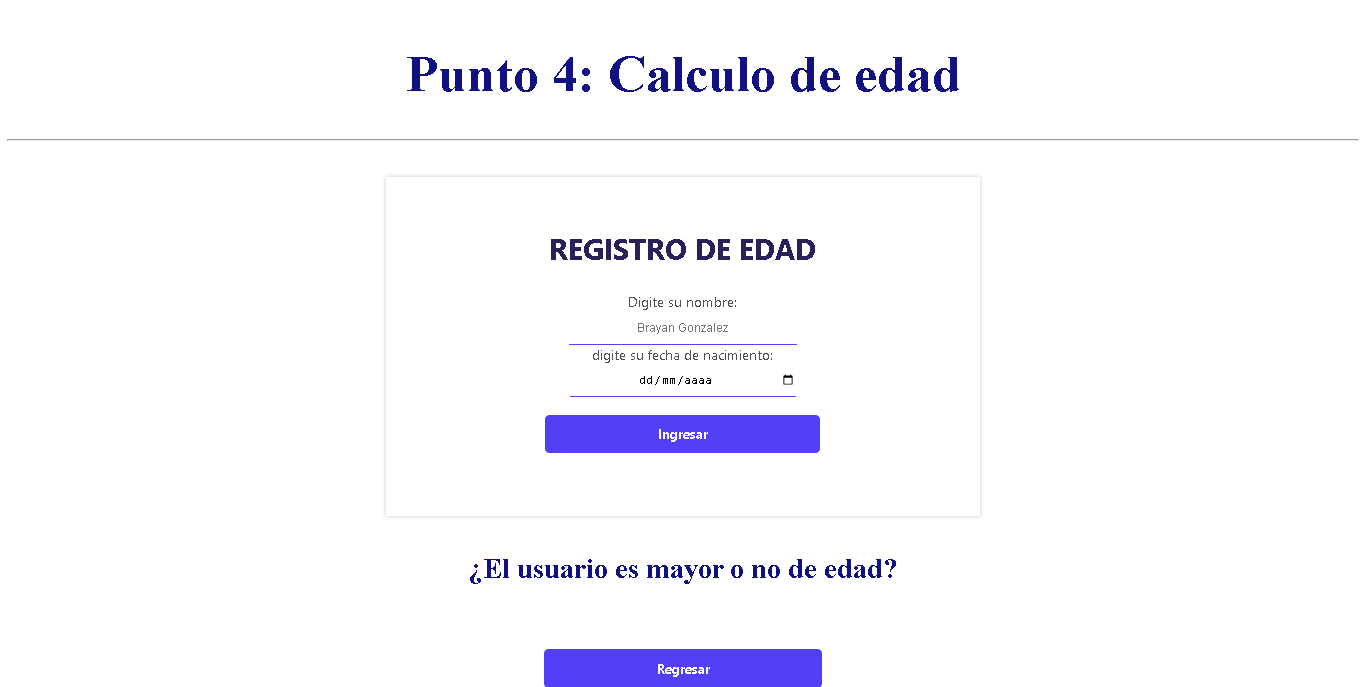 Punto 4: Calculo de edad
REGISTRO DE EDAD
Digite su nombre:
Brayan Gonzalez
digite su fecha de nacimiento:
dd/mm/aaaa
Ingresar
¿El usuario es mayor o no de edad?
Regresar